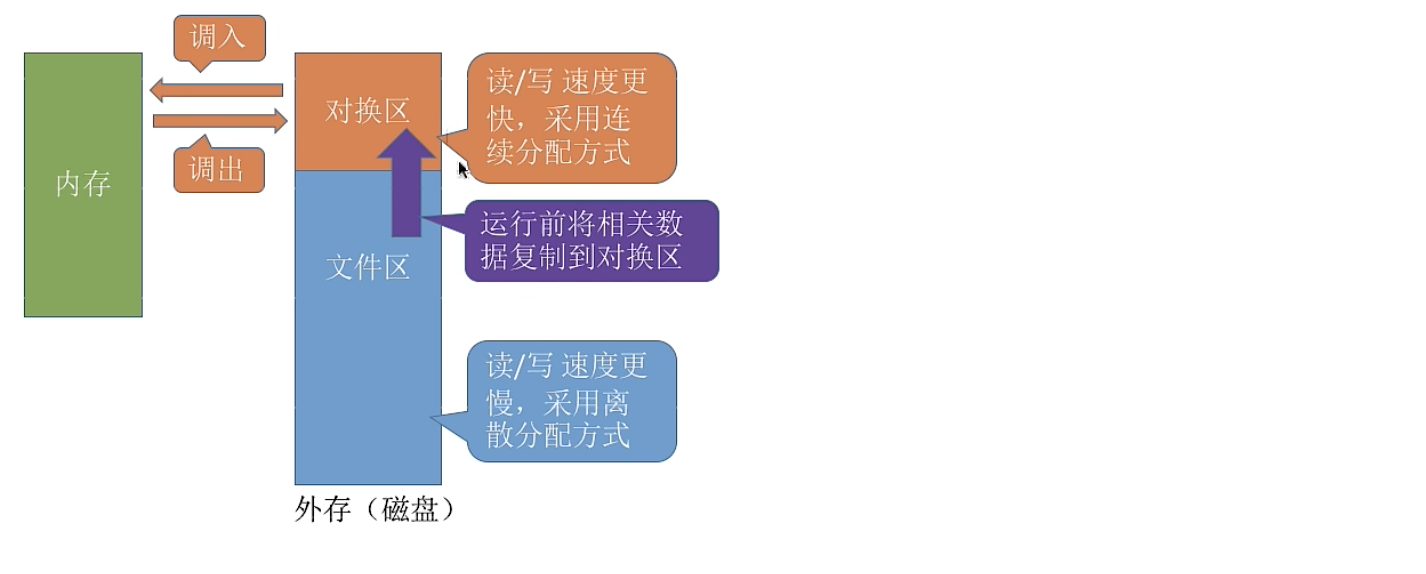 调入
对换区
读/写 速度更
快，采用连
续分配方式
调出
内存
运行前将相关数
据复制到对换区
文件区
读/写 速度更
慢，采用离
散分配方式
外存（磁盘）